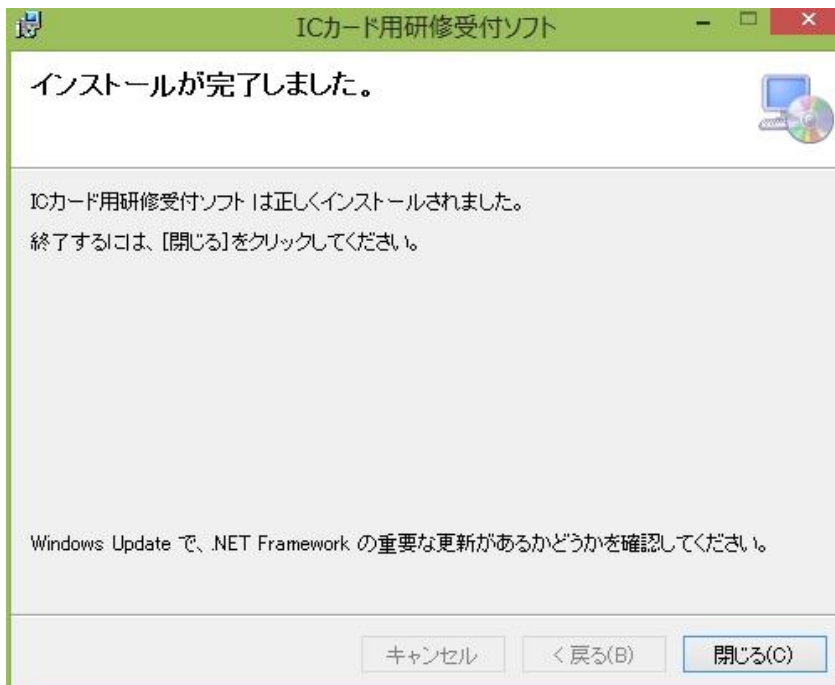 ICカード用研修受付ソフト
インストールが完了しました。
ICカード用研修受付ソフト は正しくインストールされました。
終了するには、[閉じる]をクリックしてください。
Windows Update で、.NET Framework の重要な更新があるかどうかを確認してください。
キャンセル
< 戻る(B)
閉じる(C)